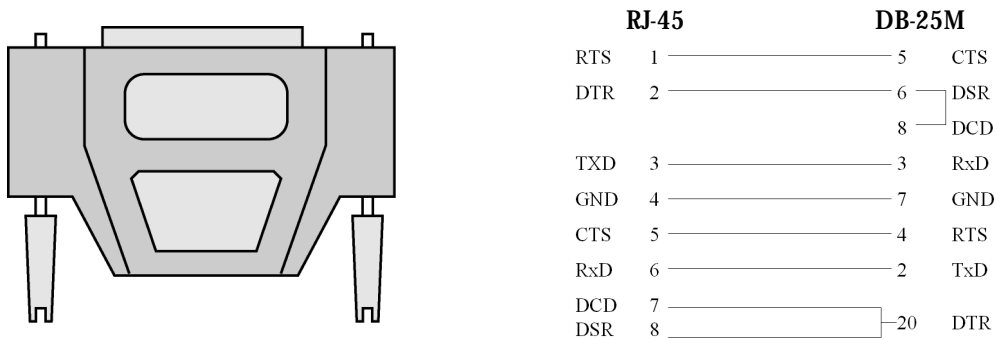 RJ-45 DB-25M
RTS 1 5 CTS
DTR 2 6 DSR
8 DCD
TXD 3 3 RxD
GND 4 7 GND
CTS 5 4 RTS
RxD 6 2 TxD
DCD 7
20 DTR
DSR 8